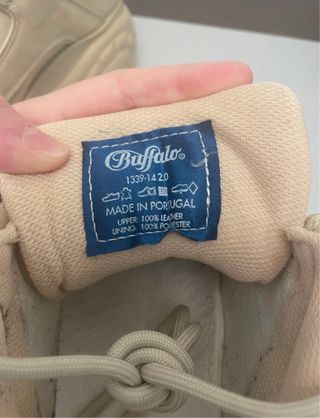 Buffalo®
1339-14 2.0
MADE IN PORTUGAL
UPPER: 100% LEATHER
LINING: 100% POLYESTER